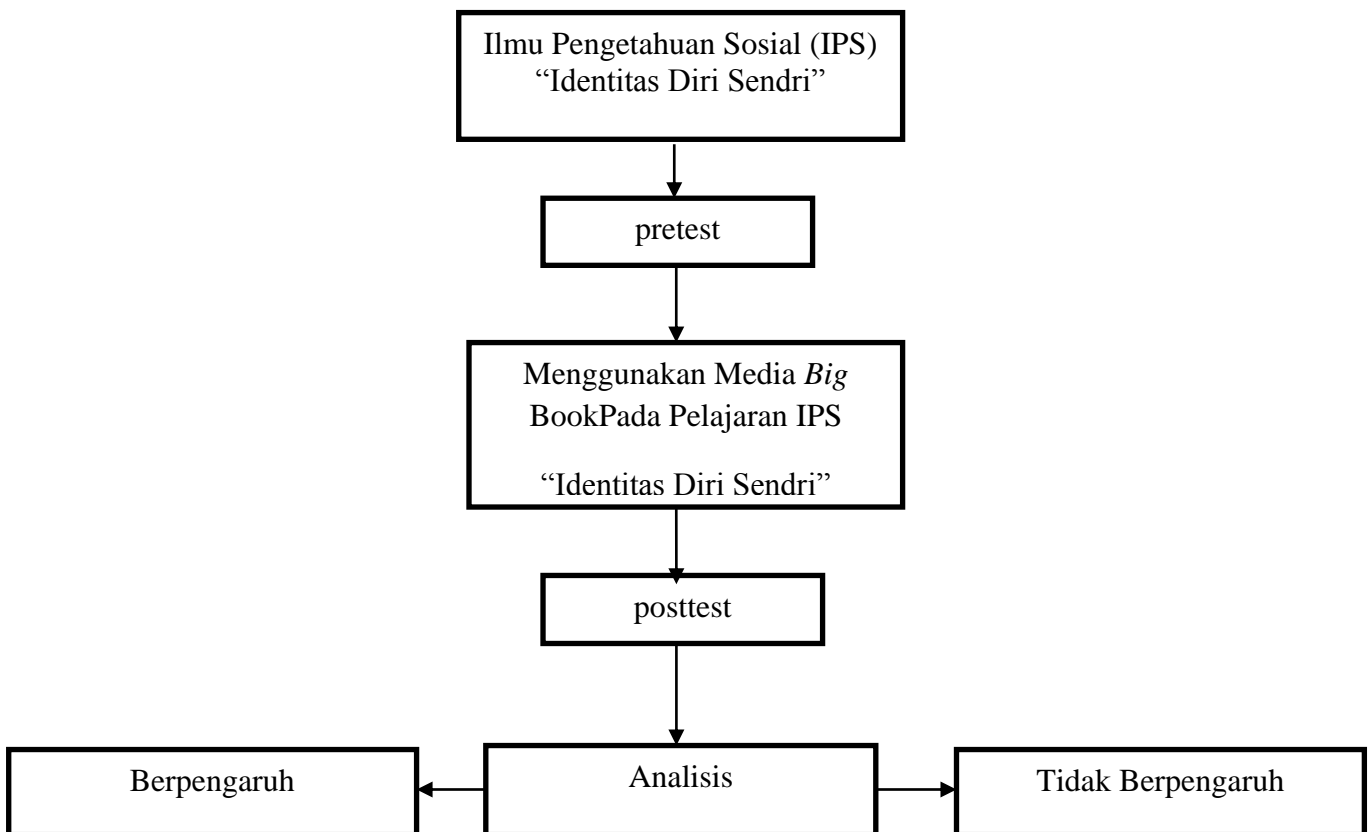 Ilmu Pengetahuan Sosial (IPS)
“Identitas Diri Sendri”
pretest
Menggunakan Media Big
BookPada Pelajaran IPS
“Identitas Diri Sendri”
posttest
Berpengaruh
Analisis
Tidak Berpengaruh